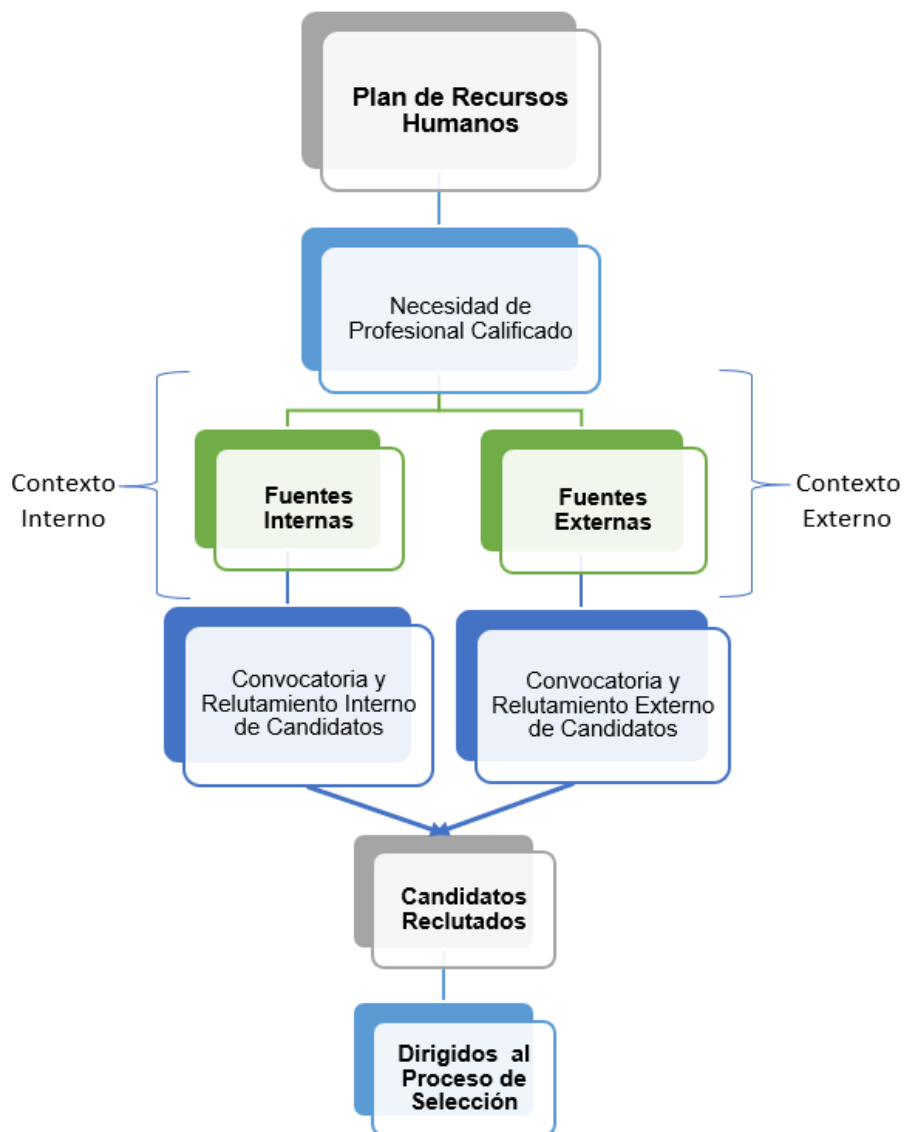 Plan de Recursos
Humanos
Necesidad de
Profesional Calificado
Contexto
Interno
Fuentes
Internas
Fuentes
Externas
Contexto
Externo
Convocatoria y
Relutamiento Interno
de Candidatos
Convocatoria y
Relutamiento Externo
de Candidatos
Candidatos
Reclutados
Dirigidos al
Proceso de
Selección